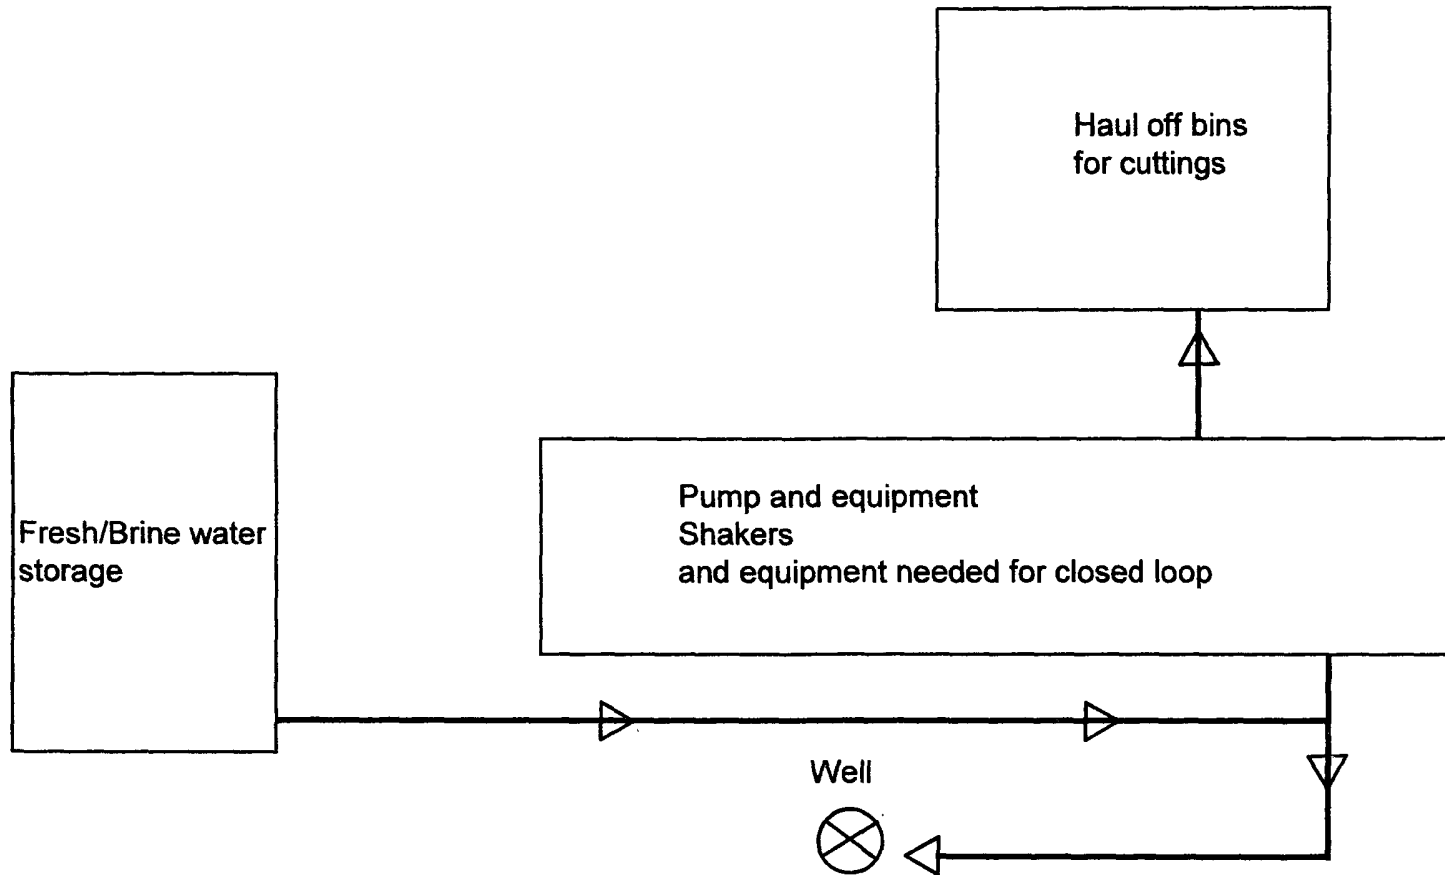 Haul off bins
for cuttings
Fresh/Brine water
storage
Pump and equipment
Shakers
and equipment needed for closed loop
Well